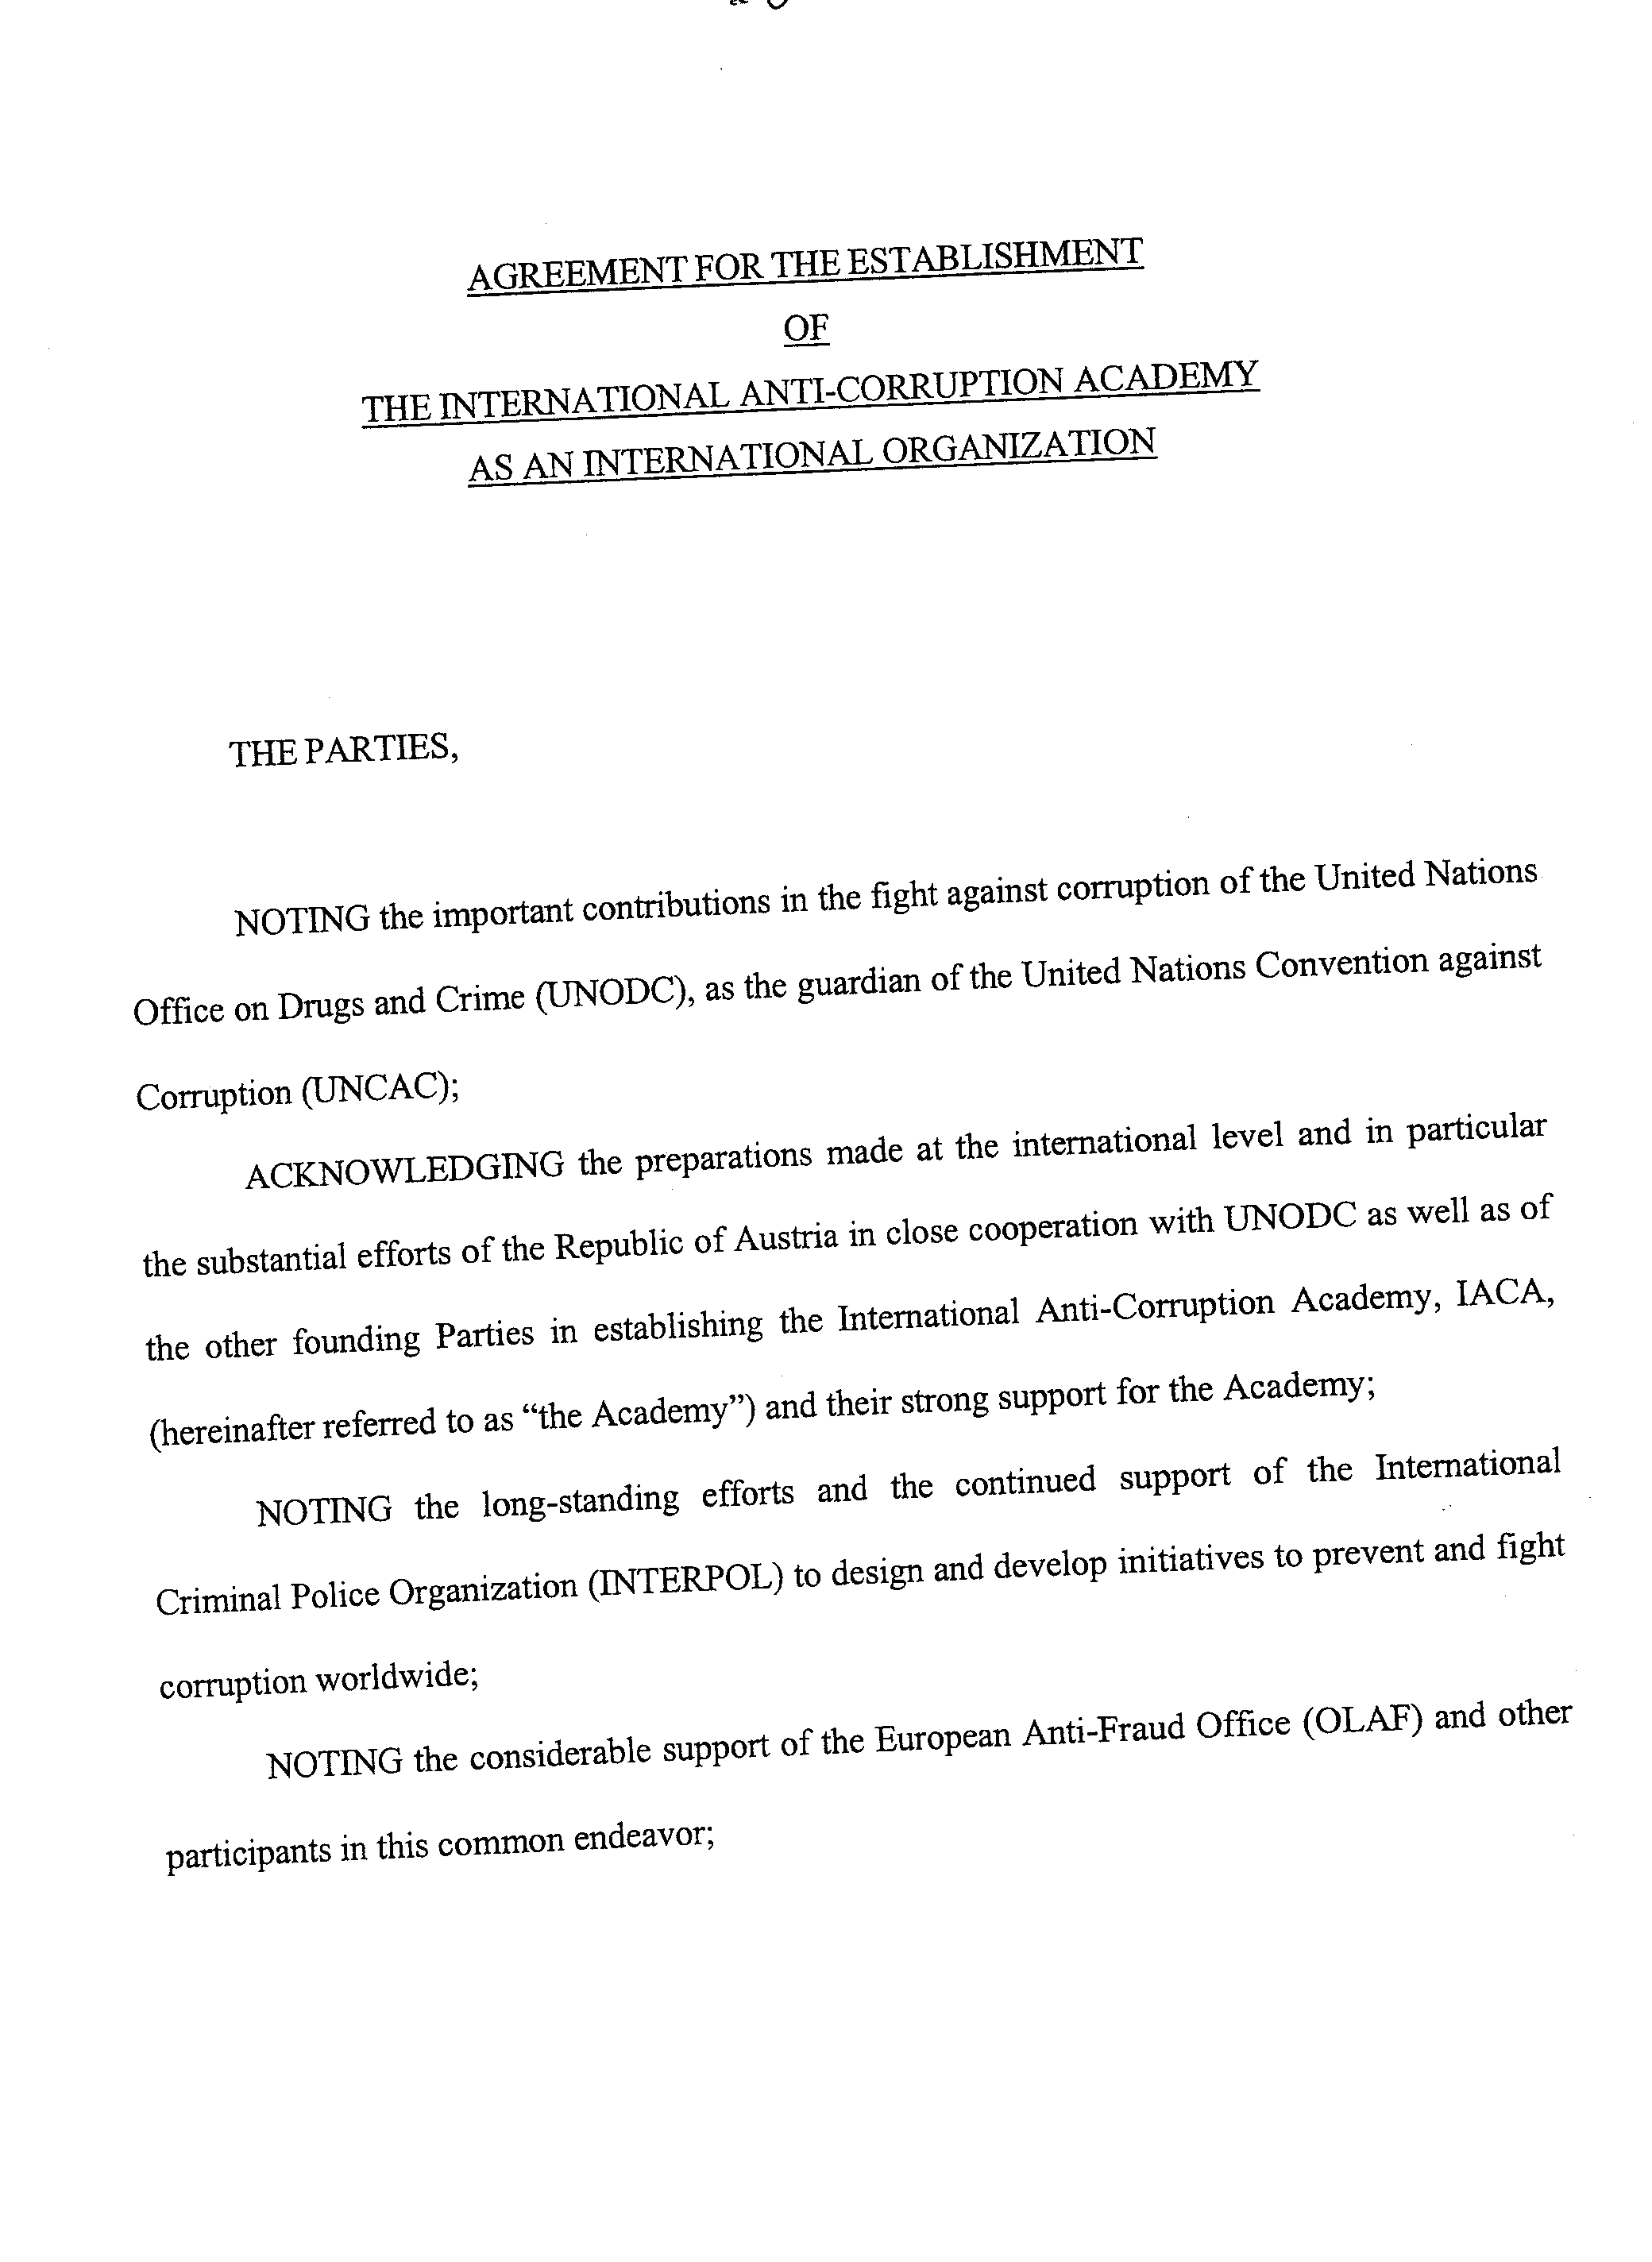 AGREEMENT FOR THE ESTABLISHMENT
OF
THE INTERNATIONAL ANTI-CORRUPTION ACADEMY
AS AN INTERNATIONAL ORGANIZATION
THE PARTIES,
NOTING the important contributions in the fight against corruption of the United Nations
Office on Drugs and Crime (UNODC), as the guardian of the United Nations Convention against
Corruption (UNCAC);
ACKNOWLEDGING the preparations made at the international level and in particular
the substantial efforts of the Republic of Austria in close cooperation with UNODC as well as of
the other founding Parties in establishing the International Anti-Corruption Academy, IACA,
(hereinafter referred to as “the Academy”) and their strong support for the Academy;
NOTING the long-standing efforts and the continued support of the International
Criminal Police Organization (INTERPOL) to design and develop initiatives to prevent and fight
corruption worldwide;
NOTING the considerable support of the European Anti-Fraud Office (OLAF) and other
participants in this common endeavor;